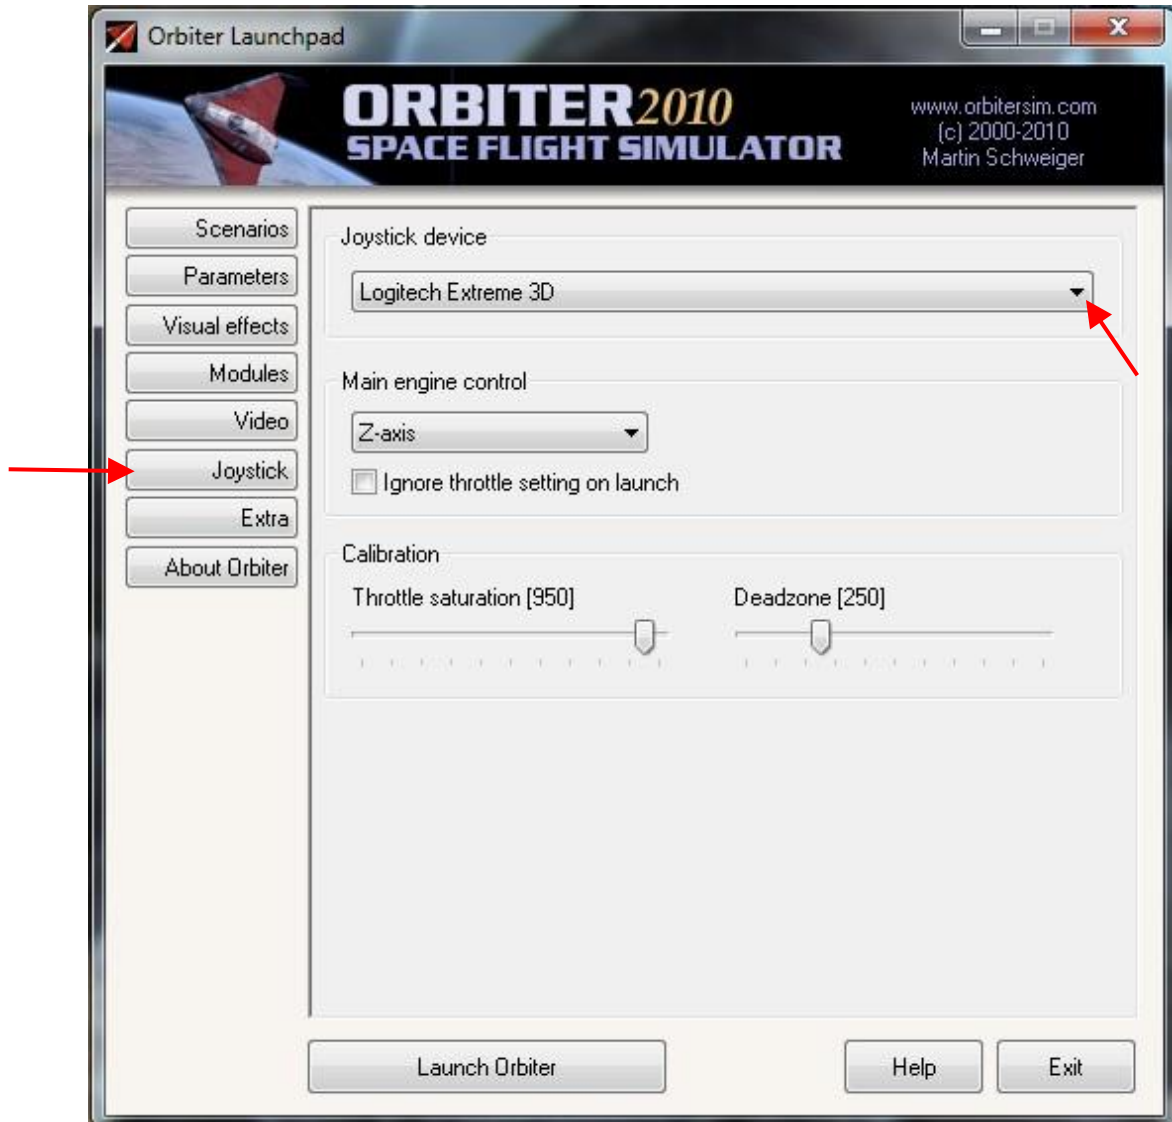 Orbiter Launchpad
ORBITER 2010
SPACE FLIGHT SIMULATOR
www.orbitersim.com
(c) 2000-2010
Martin Schweiger
Scenarios
Parameters
Visual effects
Modules
Video
Joystick
Extra
About Orbiter
Joystick device
Logitech Extreme 3D
Main engine control
Z-axis
Ignore throttle setting on launch
Calibration
Throttle saturation [950] Deadzone [250]
Launch Orbiter Help Exit